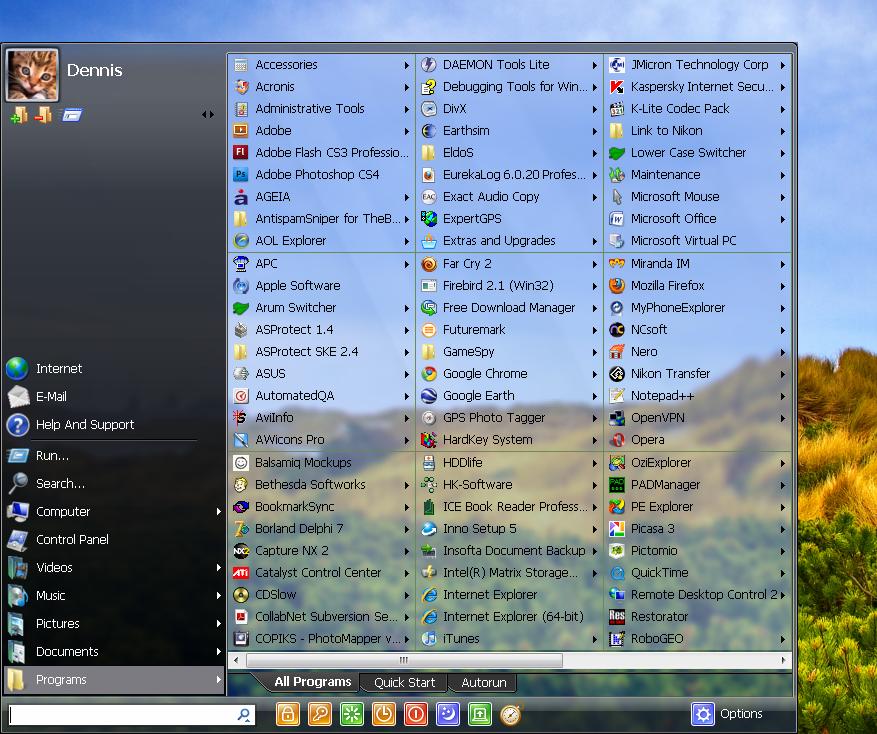 Dennis
Internet
E-Mail
Help And Support
Run...
Search...
Computer
Control Panel
Videos
Music
Pictures
Documents
Programs
Accessories
Acronis
Administrative Tools
Adobe
Adobe Flash CS3 Professio...
Adobe Photoshop CS4
AGEIA
AntispamSniper for TheB...
AOL Explorer
APC
Apple Software
Arum Switcher
ASProtect 1.4
ASProtect SKE 2.4
ASUS
AutomatedQA
AviInfo
AWicons Pro
Balsamiq Mockups
Bethesda Softworks
BookmarkSync
Borland Delphi 7
Capture NX 2
Catalyst Control Center
CDSlow
CollabNet Subversion Se...
COPIKS - PhotoMapper v...
DAEMON Tools Lite
Debugging Tools for Win...
DivX
Earthsim
EldoS
EurekaLog 6.0.20 Profes...
Exact Audio Copy
ExpertGPS
Extras and Upgrades
Far Cry 2
Firebird 2.1 (Win32)
Free Download Manager
Futuremark
GameSpy
Google Chrome
Google Earth
GPS Photo Tagger
HardKey System
HDDlife
HK-Software
ICE Book Reader Profess...
Inno Setup 5
Insofta Document Backup
Intel(R) Matrix Storage...
Internet Explorer
Internet Explorer (64-bit)
iTunes
JMicron Technology Corp
Kaspersky Internet Secu...
K-Lite Codec Pack
Link to Nikon
Lower Case Switcher
Maintenance
Microsoft Mouse
Microsoft Office
Microsoft Virtual PC
Miranda IM
Mozilla Firefox
MyPhoneExplorer
NCsoft
Nero
Nikon Transfer
Notepad++
OpenVPN
Opera
OziExplorer
PADManager
PE Explorer
Picasa 3
Pictomio
QuickTime
Remote Desktop Control 2
Restorator
RoboGEO
All Programs
Quick Start
Autorun
Options